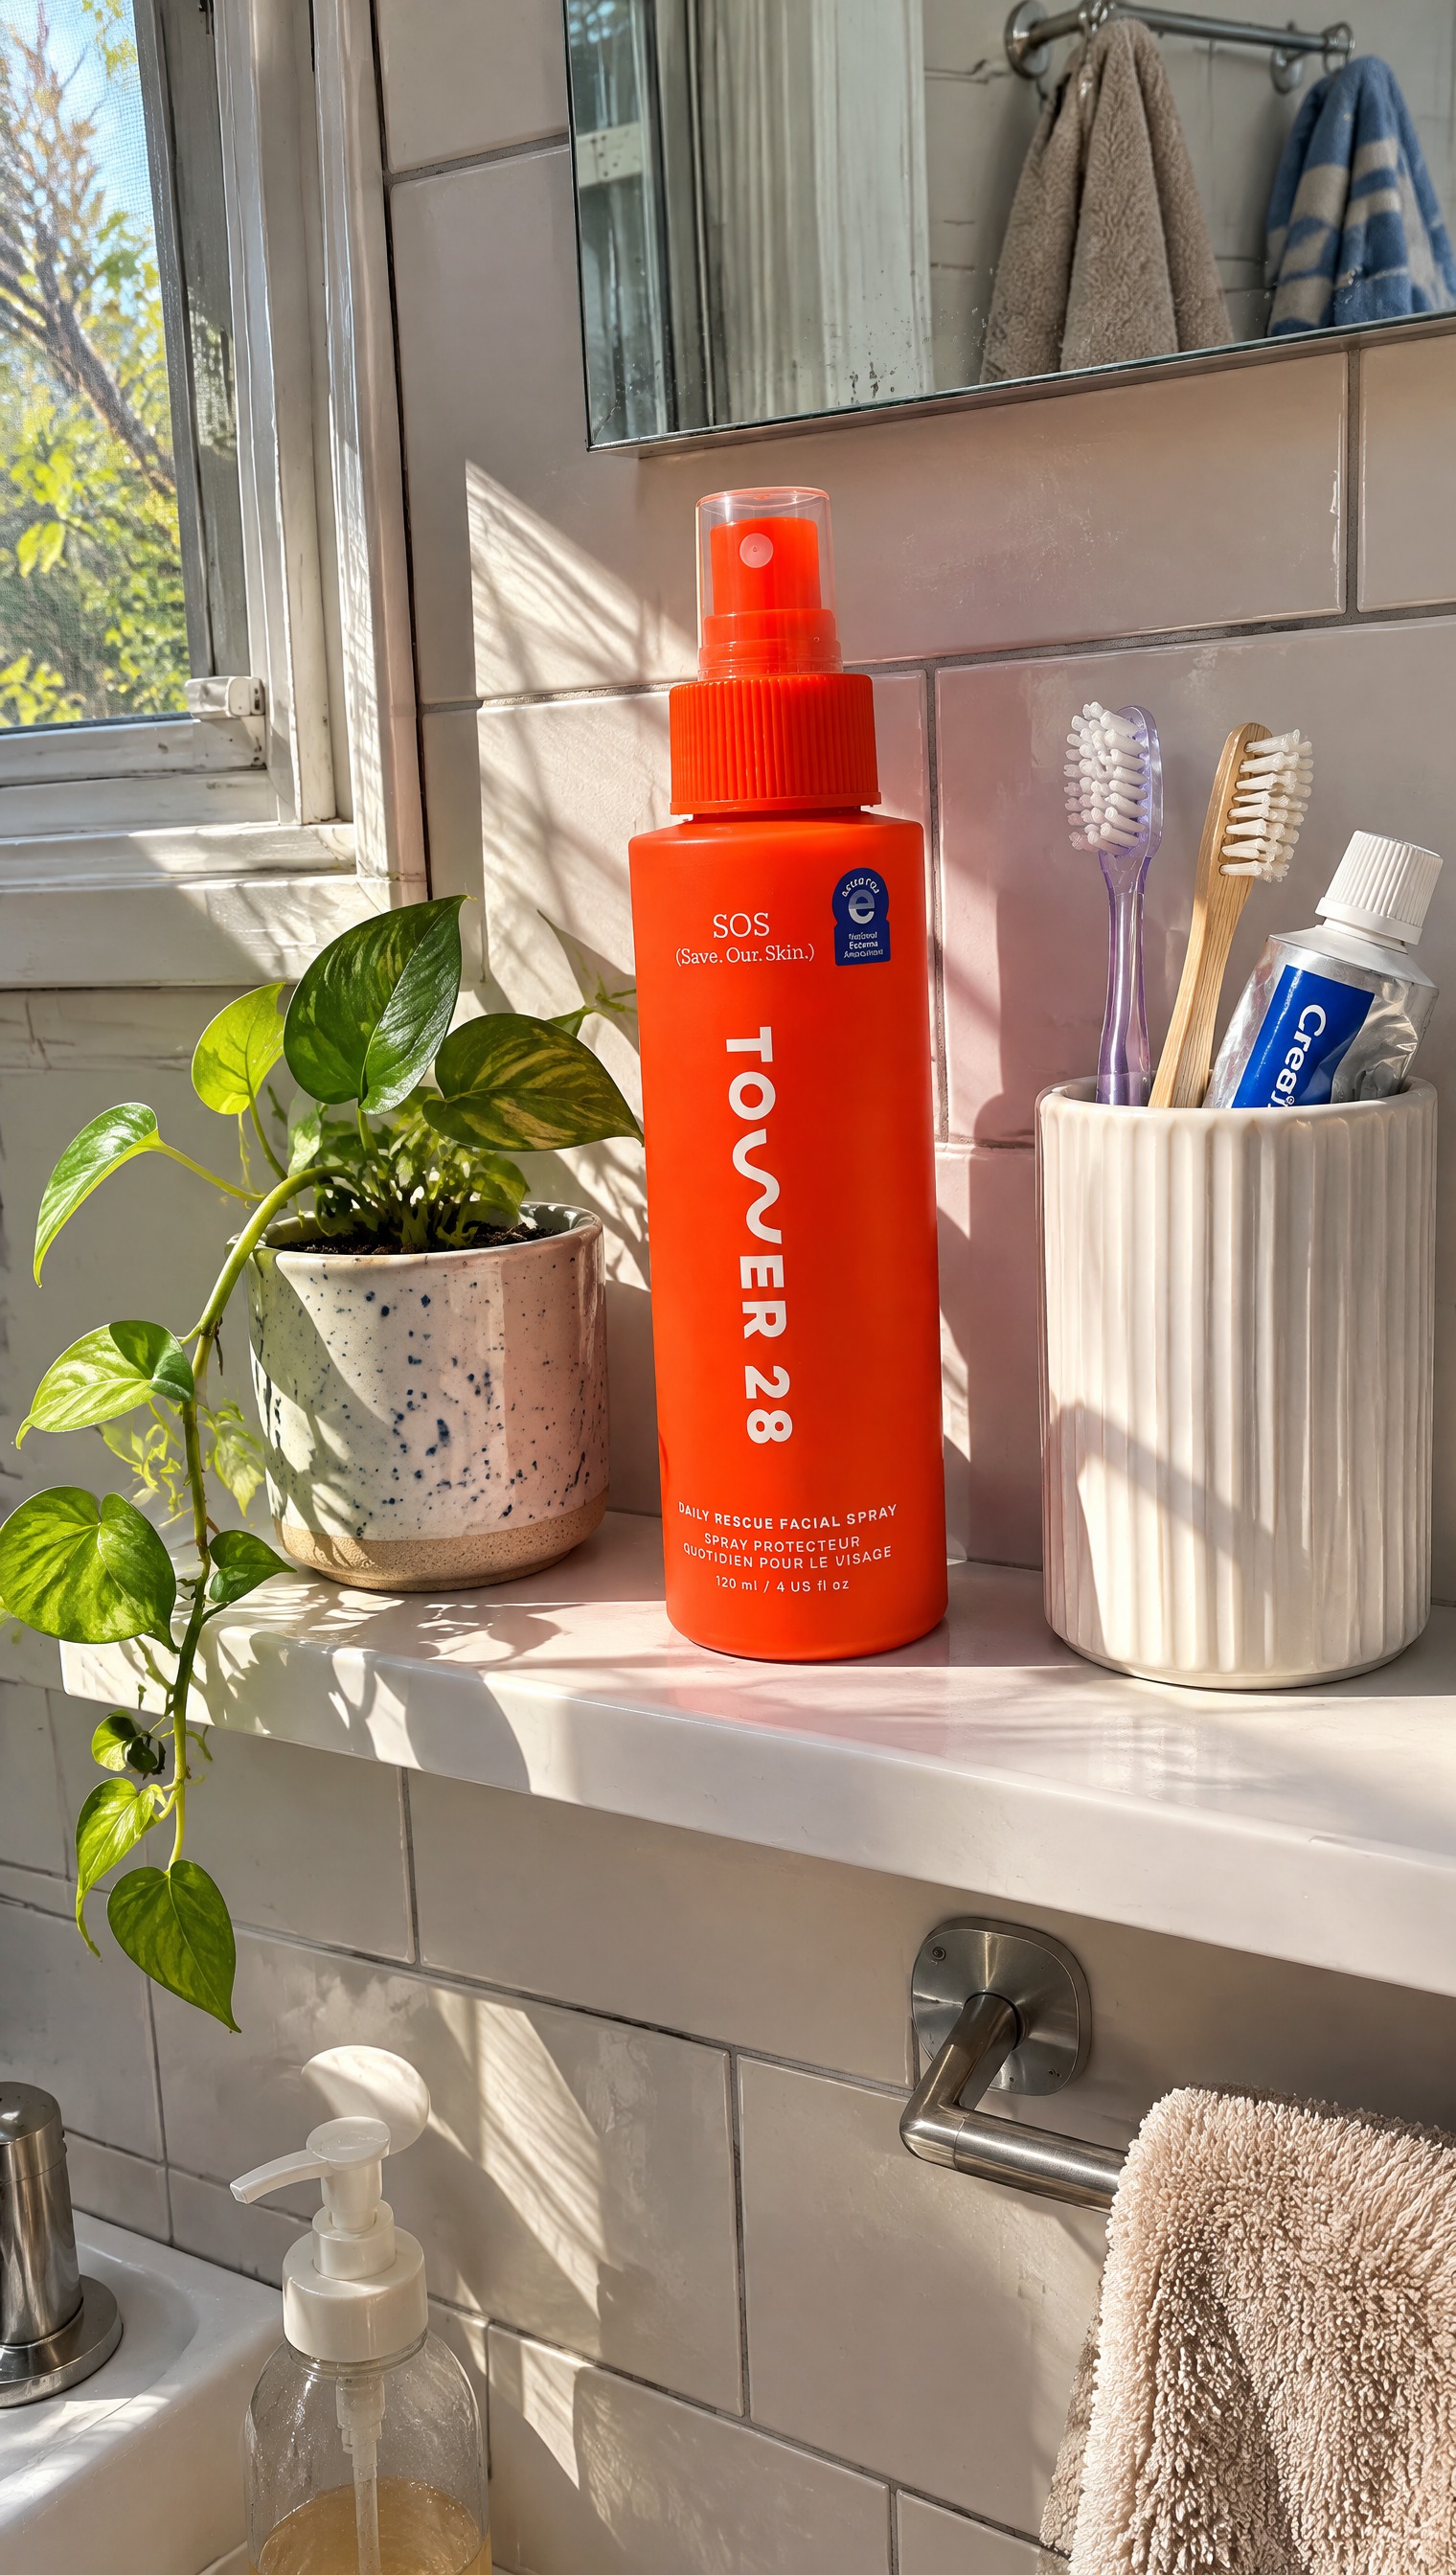 SOS
(Save. Our. Skin.)
e
National
Eczema
Association
TOWER 28
DAILY RESCUE FACIAL SPRAY
SPRAY PROTECTEUR
QUOTIDIEN POUR LE VISAGE
120 ml / 4 US fl oz